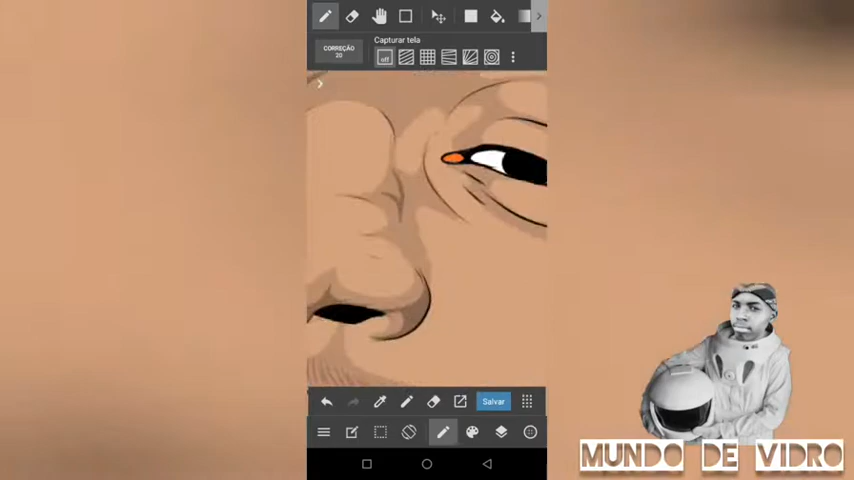 Capturar tela
CORREÇÃO
20
off
Salvar
MUNDO DE VIDRO